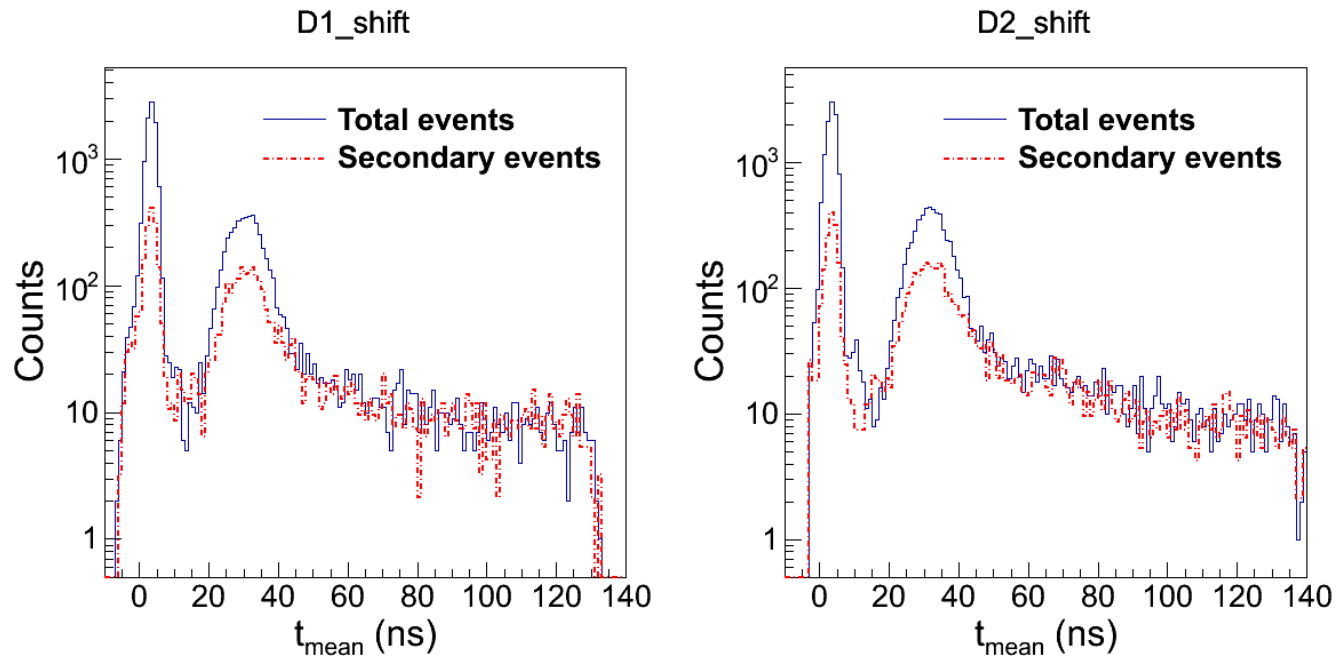 D1_shift
Counts
10³
10²
10
1
Total events
Secondary events
0 20 40 60 80 100 120 140
t_mean (ns)
D2_shift
Counts
10³
10²
10
1
Total events
Secondary events
0 20 40 60 80 100 120 140
t_mean (ns)